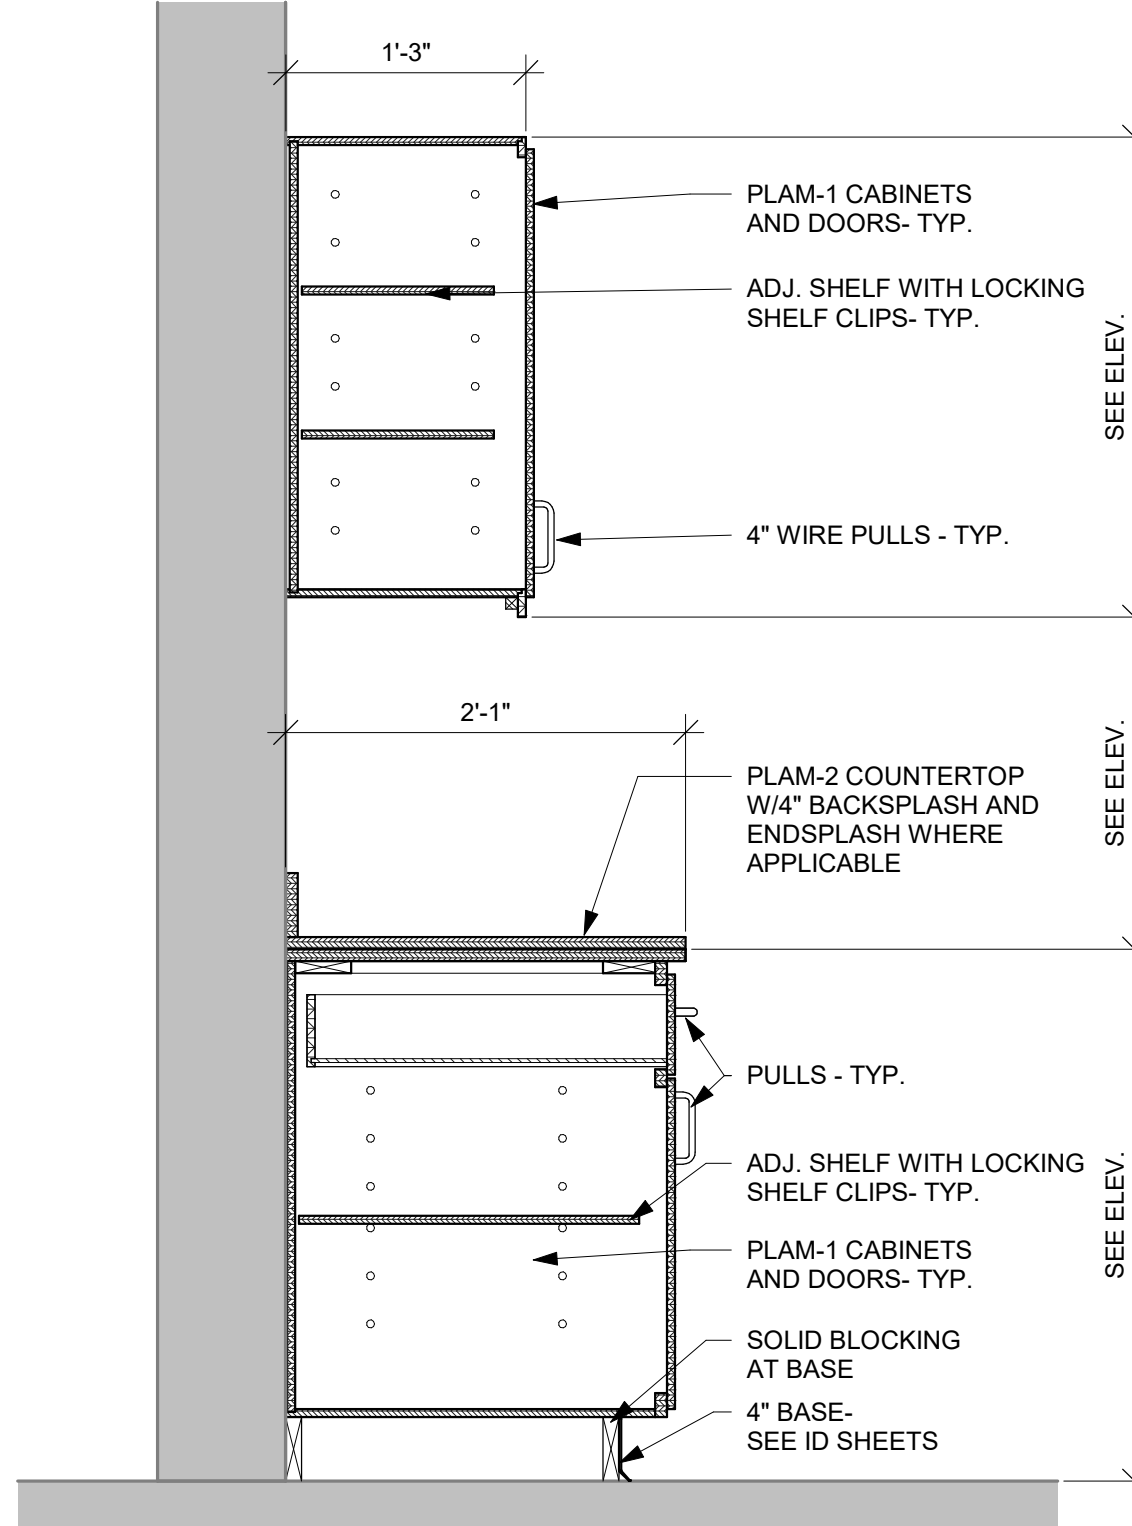 1'-3"
PLAM-1 CABINETS
AND DOORS- TYP.
ADJ. SHELF WITH LOCKING
SHELF CLIPS- TYP.
SEE ELEV.
4" WIRE PULLS - TYP.
2'-1"
PLAM-2 COUNTERTOP
W/4" BACKSPLASH AND
ENDSPLASH WHERE
APPLICABLE
SEE ELEV.
PULLS - TYP.
ADJ. SHELF WITH LOCKING
SHELF CLIPS- TYP.
SEE ELEV.
PLAM-1 CABINETS
AND DOORS- TYP.
SOLID BLOCKING
AT BASE
4" BASE-
SEE ID SHEETS